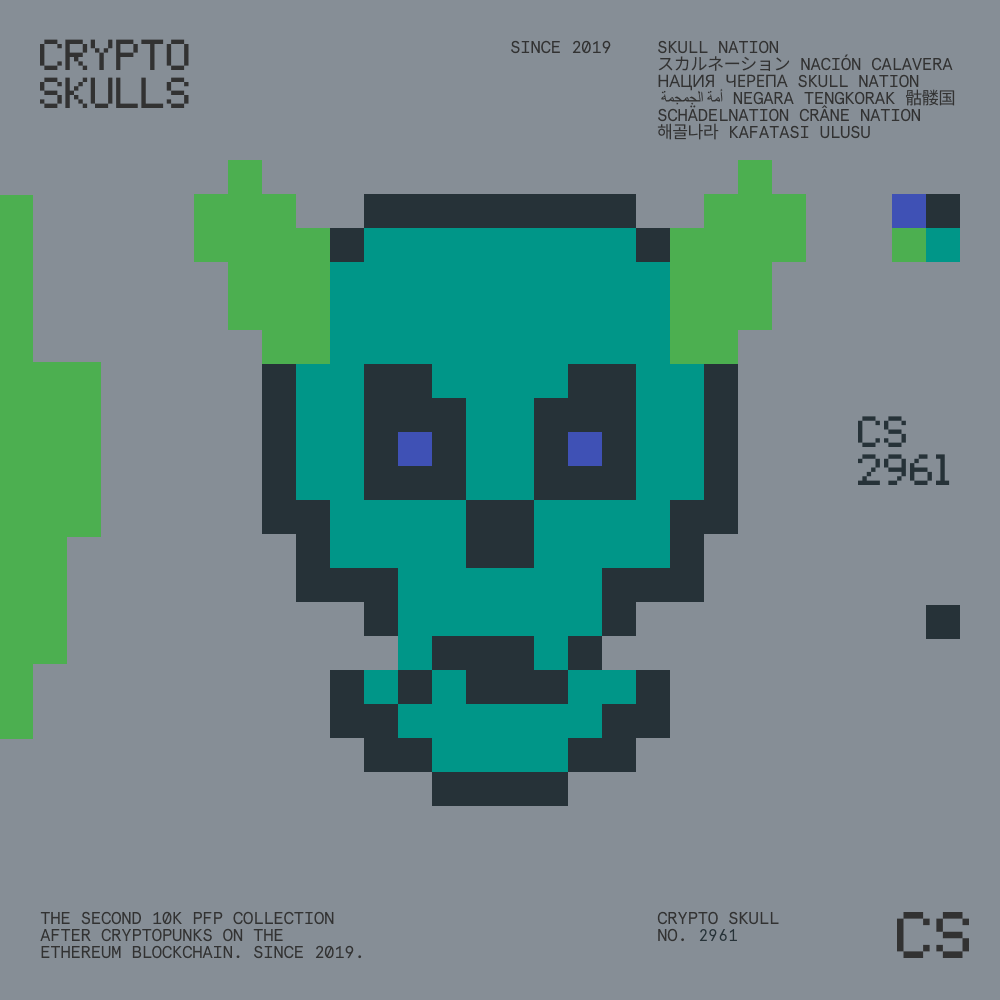 CRYPTO
SKULLS
SINCE 2019
SKULL NATION
スカルネーション NACIÓN CALAVERA
НАЦИЯ ЧЕРЕПА SKULL NATION
أمة الجمجمة NEGARA TENGKORAK 骷髅国
SCHÄDELNATION CRÂNE NATION
해골나라 KAFATASI ULUSU
CS
2961
THE SECOND 10K PFP COLLECTION
AFTER CRYPTOPUNKS ON THE
ETHEREUM BLOCKCHAIN. SINCE 2019.
CRYPTO SKULL
NO. 2961
CS